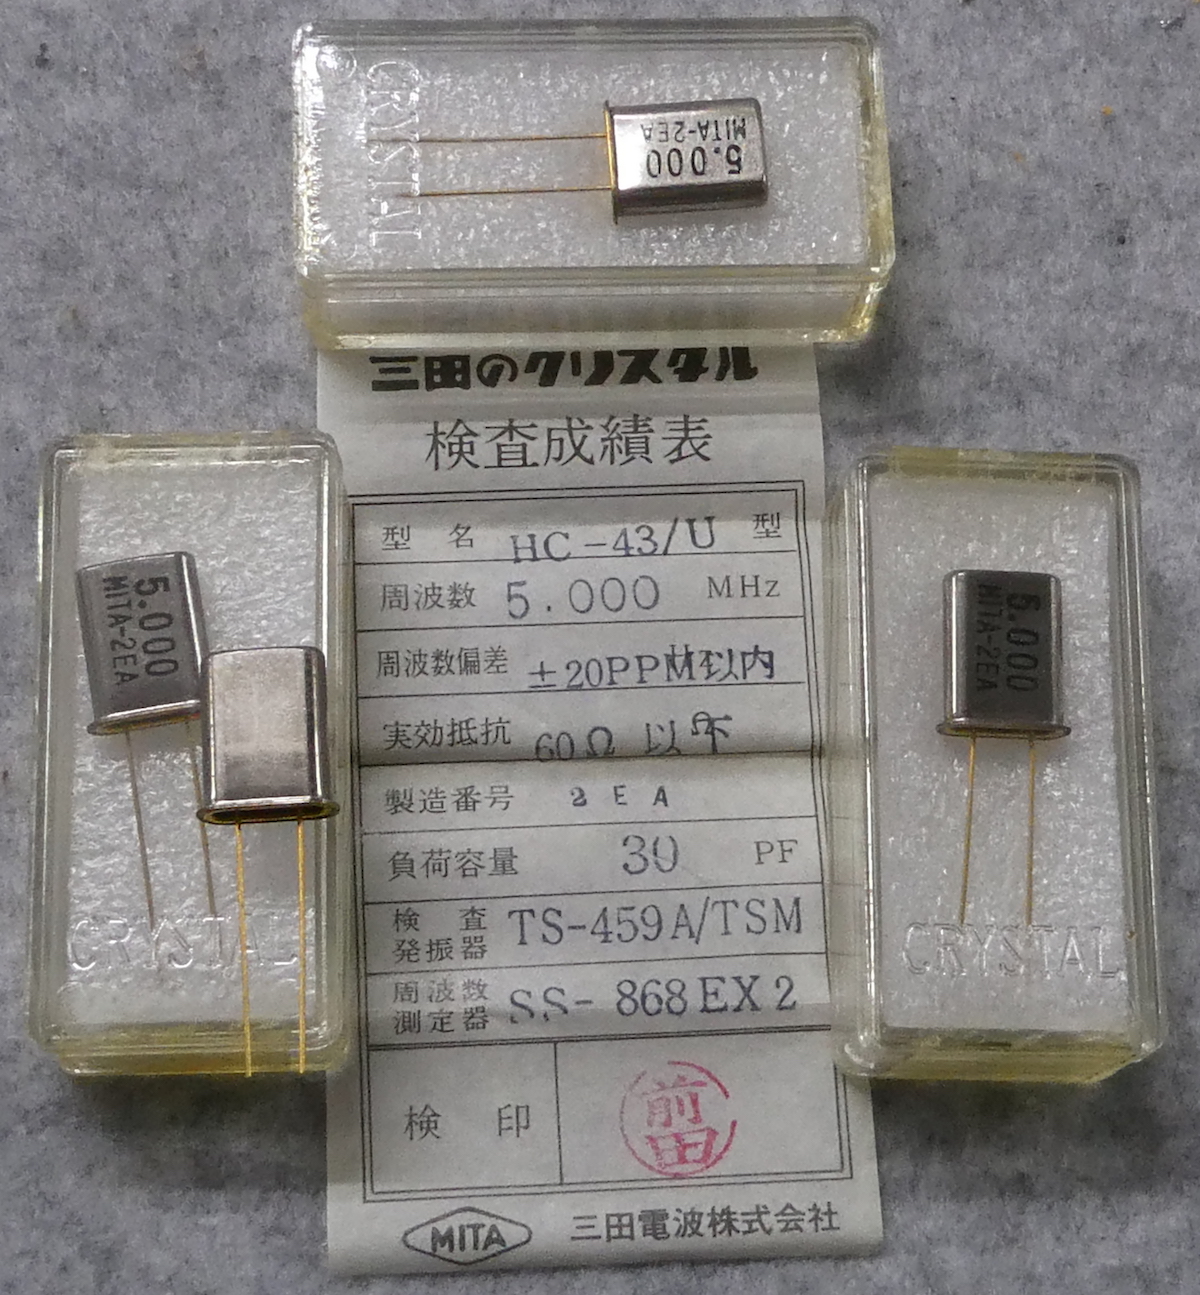 CRYSTAL
5.000
MITA-2EA
三田のクリスタル
検査成績表
型名 HC-43/U 型
周波数 5.000 MHz
周波数偏差 ±20PPM以内
実効抵抗 60Ω 以下
製造番号 2 E A
負荷容量 30 PF
検査発振器 TS-459A/TSM
周波数測定器 SS-868EX2
検印 前田
MITA 三田電波株式会社
5.000
MITA-2EA
CRYSTAL
5.000
MITA-2EA
CRYSTAL